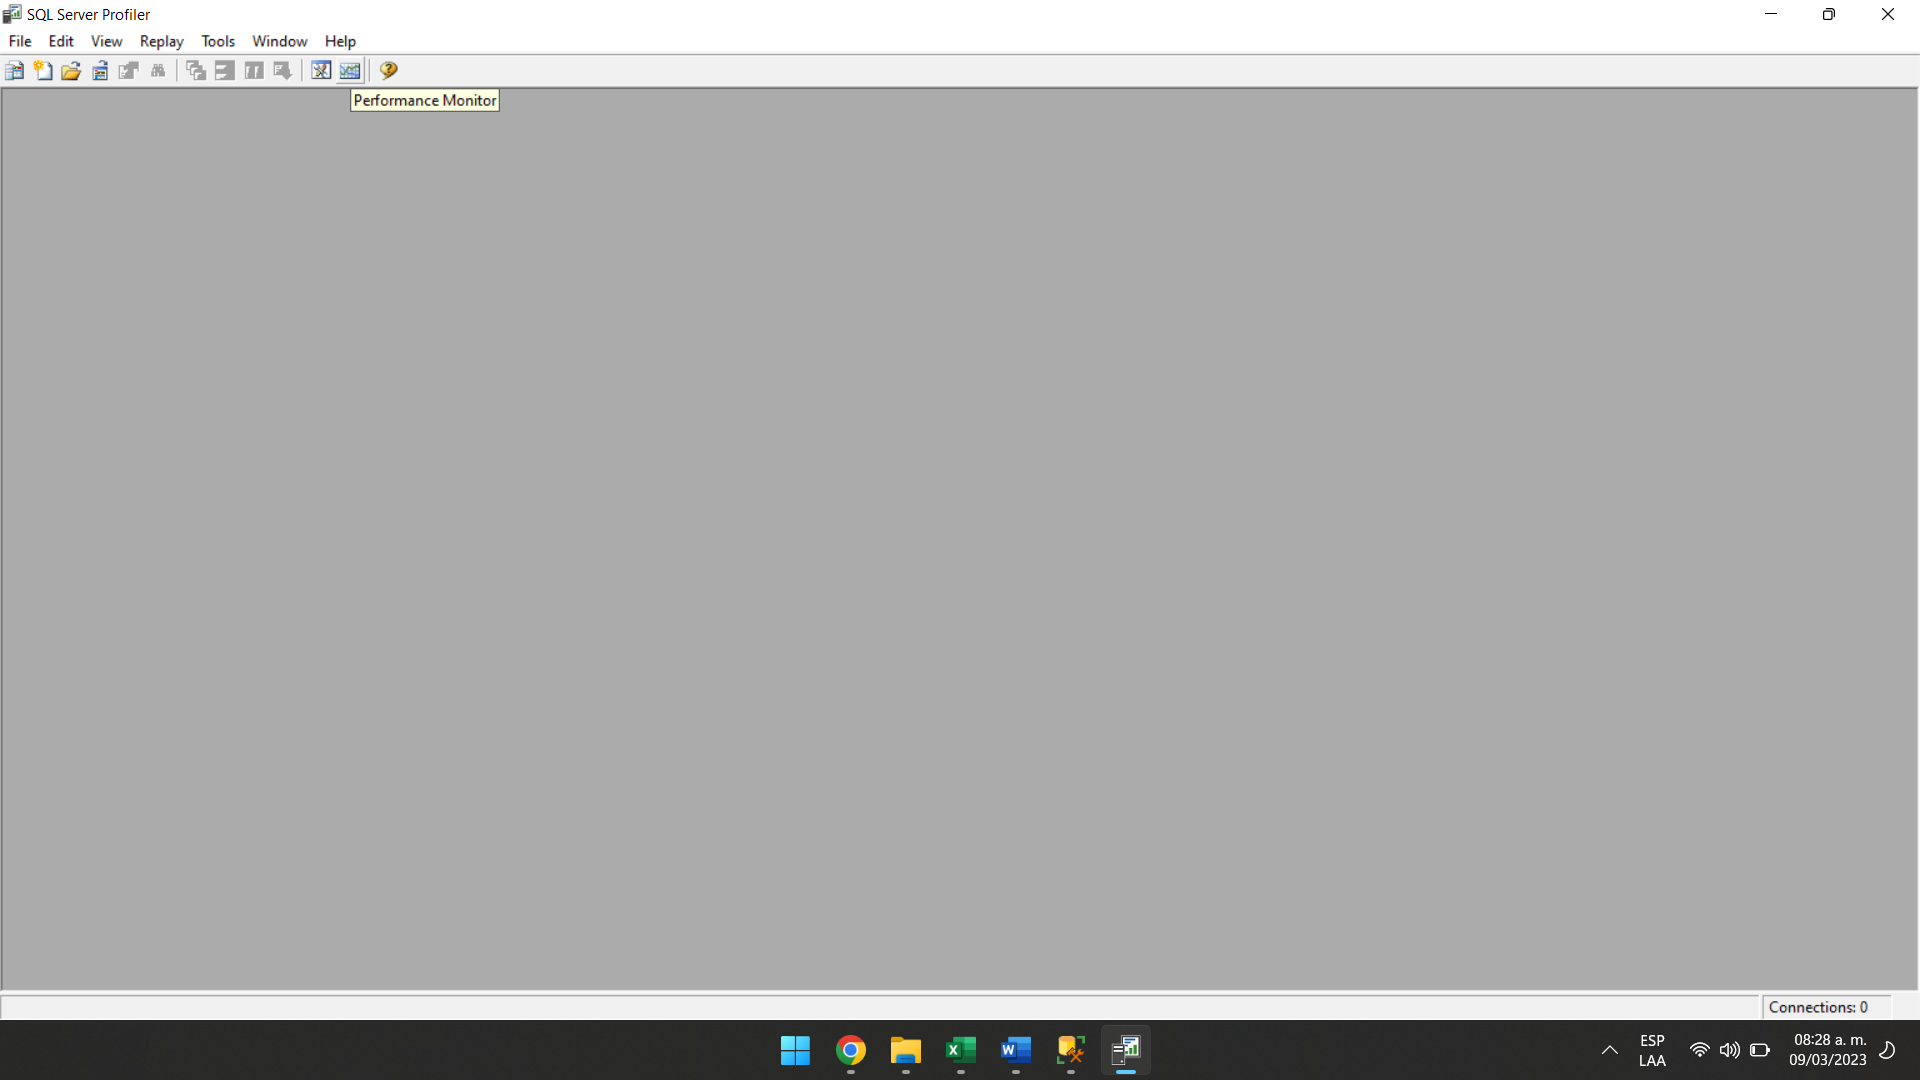 SQL Server Profiler
File Edit View Replay Tools Window Help
Performance Monitor
Connections: 0
ESP
LAA
08:28 a. m.
09/03/2023